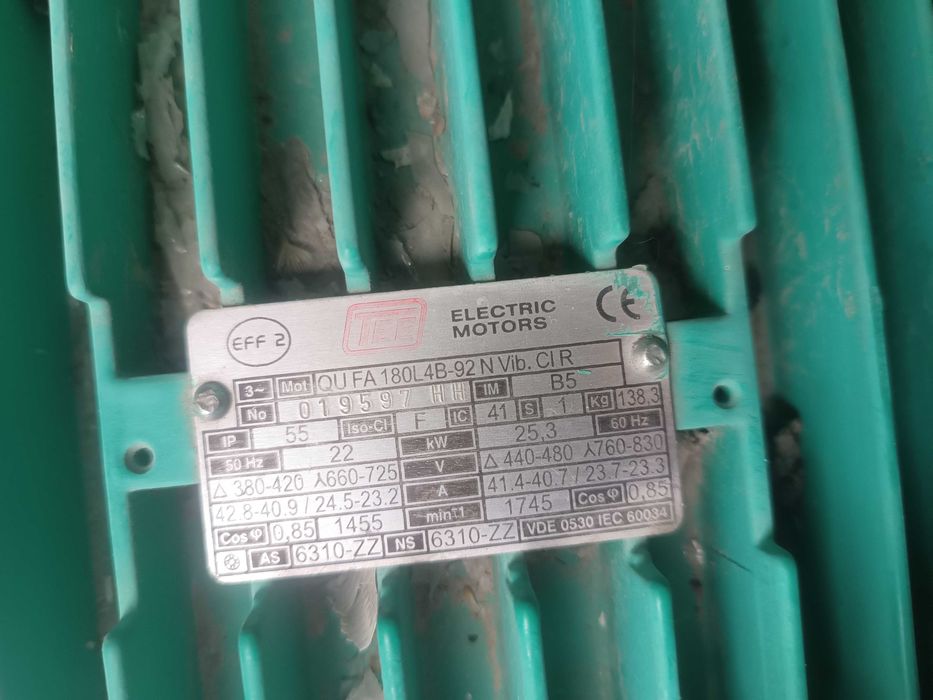 EFF 2
ELECTRIC
MOTORS
CE
3~ Mot QU FA 180L4B-92 N Vib. Cl R
No 019597 HH IM B5
IP 55 Iso-Cl F IC 41 S 1 Kg 138,3
50 Hz 22 kW 25,3 60 Hz
Δ 380-420 ⅄660-725 V Δ 440-480 ⅄760-830
42.8-40.9 / 24.5-23.2 A 41.4-40.7 / 23.7-23.3
Cos φ 0,85 1455 min-1 1745 Cos φ 0,85
AS 6310-ZZ NS 6310-ZZ VDE 0530 IEC 60034